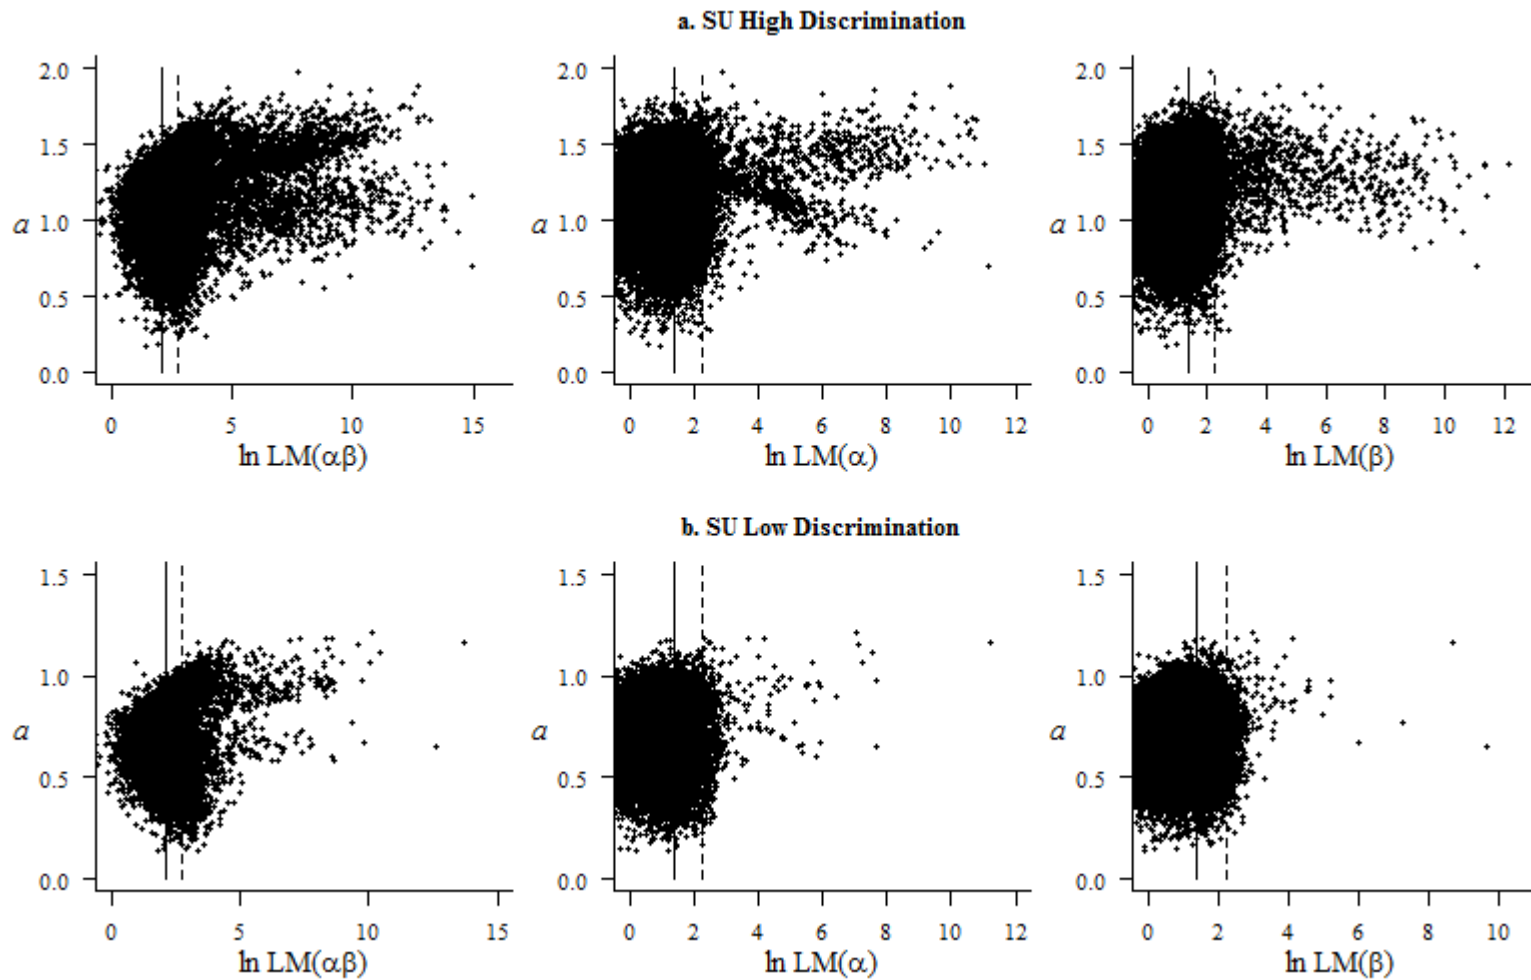 a. SU High Discrimination
2.0 2.0 2.0
1.5 1.5 1.5
a 1.0 a 1.0 a 1.0
0.5 0.5 0.5
0.0 0.0 0.0
0 5 10 15 0 2 4 6 8 10 12 0 2 4 6 8 10 12
ln LM(αβ) ln LM(α) ln LM(β)
b. SU Low Discrimination
1.5 1.5 1.5
1.0 1.0 1.0
a a a
0.5 0.5 0.5
0.0 0.0 0.0
0 5 10 15 0 2 4 6 8 10 12 0 2 4 6 8 10
ln LM(αβ) ln LM(α) ln LM(β)